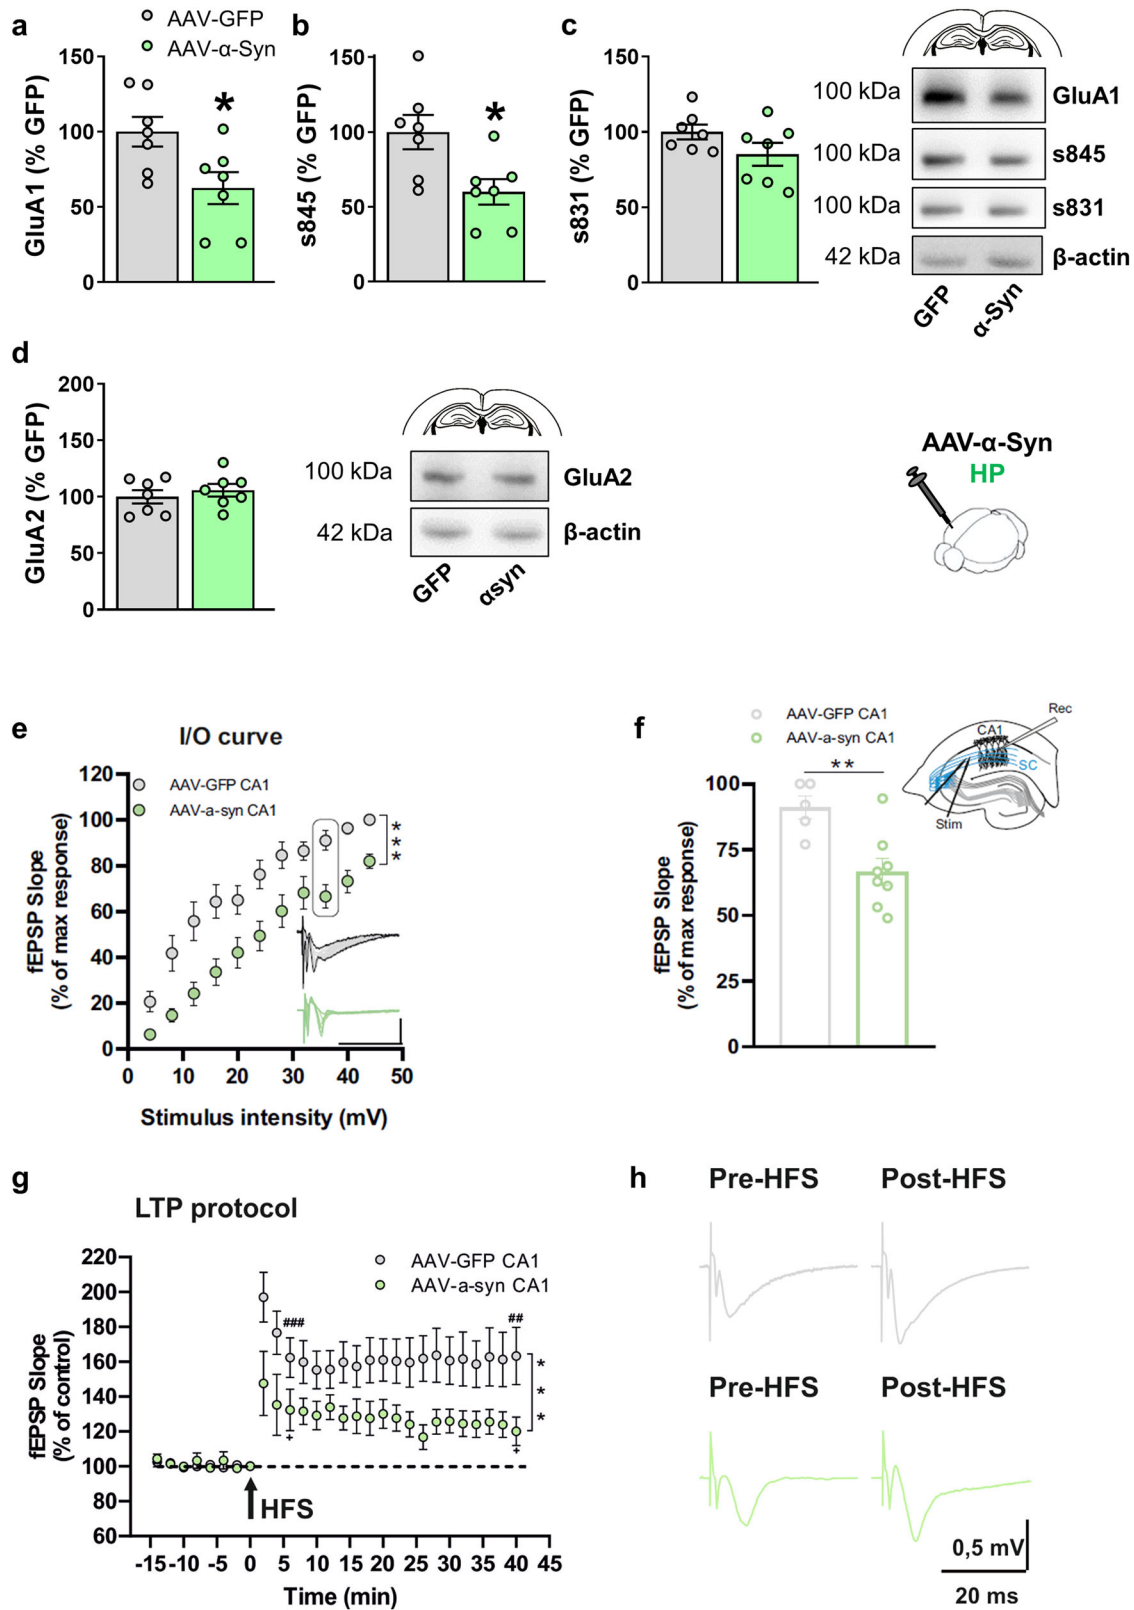 a
AAV-GFP
AAV-α-Syn
GluA1 (% GFP)
150
100
50
0
*
b
s845 (% GFP)
150
100
50
0
*
c
s831 (% GFP)
150
100
50
0
100 kDa GluA1
100 kDa s845
100 kDa s831
42 kDa β-actin
GFP α-Syn
d
GluA2 (% GFP)
200
150
100
50
0
100 kDa GluA2
42 kDa β-actin
GFP αsyn
AAV-α-Syn
HP
e
I/O curve
AAV-GFP CA1
AAV-a-syn CA1
fEPSP Slope
(% of max response)
120
100
80
60
40
20
0
***
0 10 20 30 40 50
Stimulus intensity (mV)
f
AAV-GFP CA1
AAV-a-syn CA1
**
fEPSP Slope
(% of max response)
100
75
50
25
0
Rec
CA1
SC
Stim
g
LTP protocol
AAV-GFP CA1
AAV-a-syn CA1
fEPSP Slope
(% of control)
220
200
180
160
140
120
100
80
60
###
##
***
+
+
HFS
-15 -10 -5 0 5 10 15 20 25 30 35 40 45
Time (min)
h
Pre-HFS Post-HFS
Pre-HFS Post-HFS
0,5 mV
20 ms